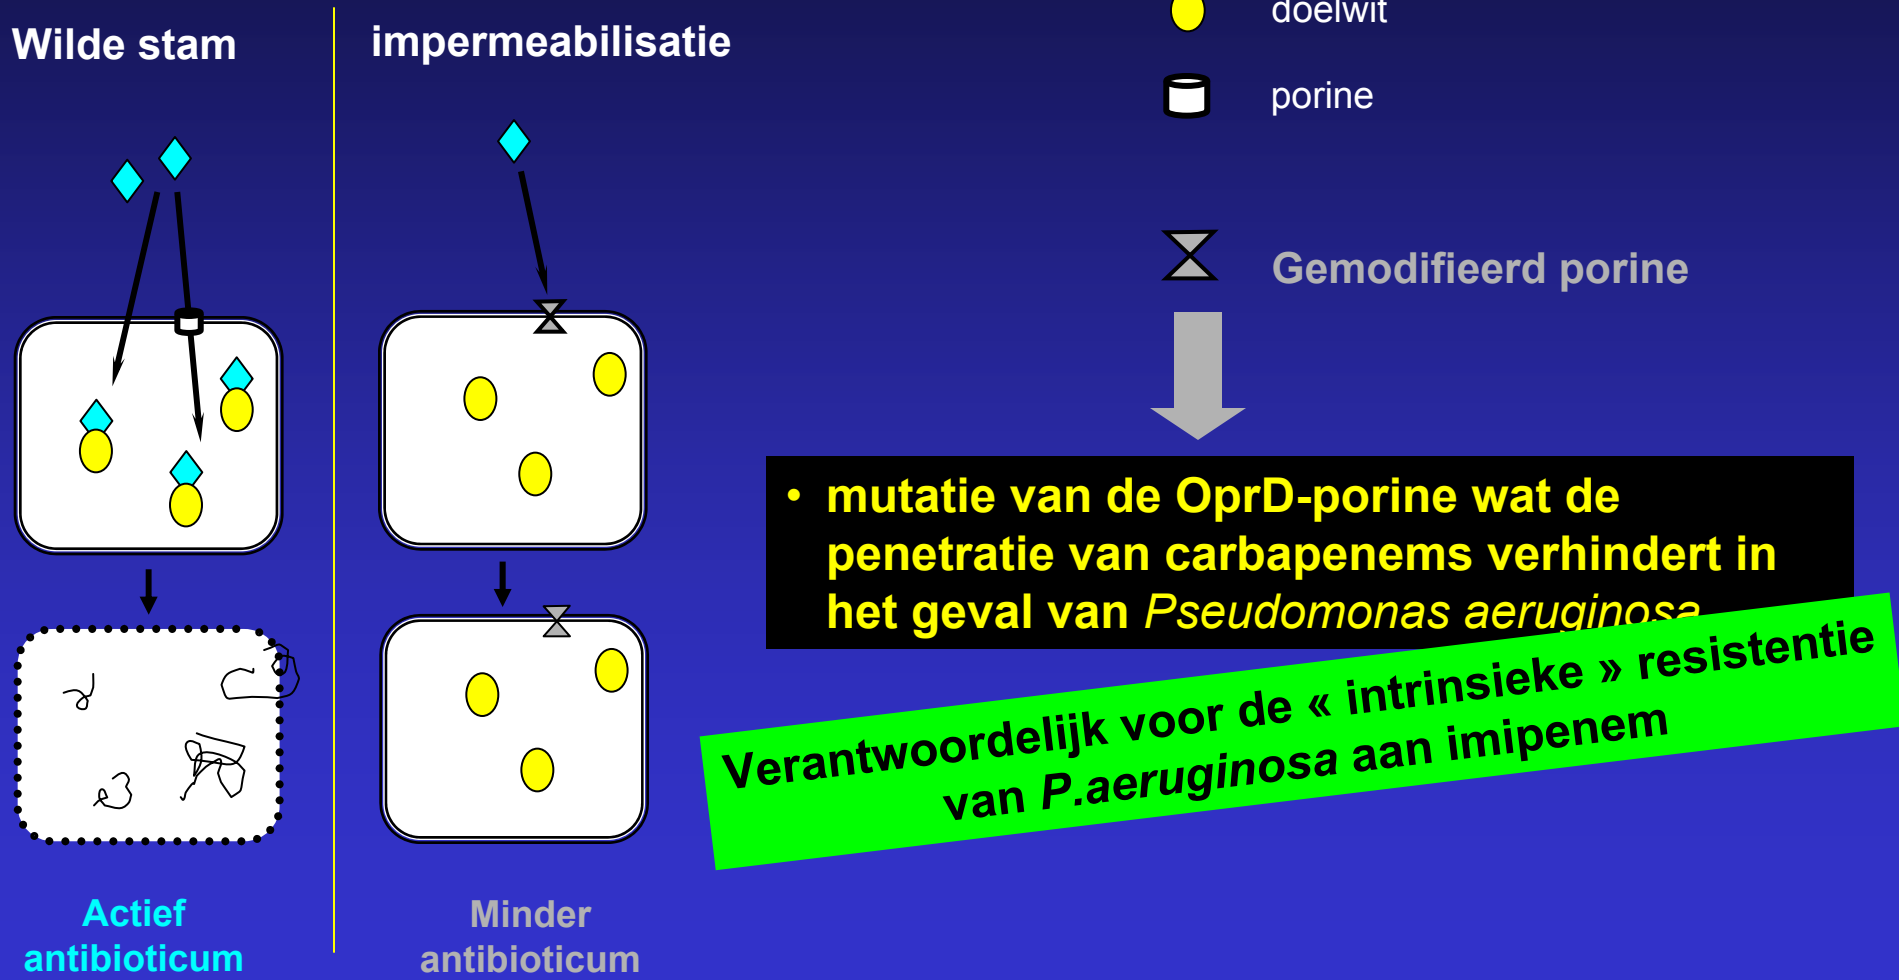 Wilde stam
impermeabilisatie
doelwit
porine
Gemodifieerd porine
• mutatie van de OprD-porine wat de
penetratie van carbapenems verhindert in
het geval van Pseudomonas aeruginosa
Verantwoordelijk voor de « intrinsieke » resistentie
van P.aeruginosa aan imipenem
Actief
antibioticum
Minder
antibioticum